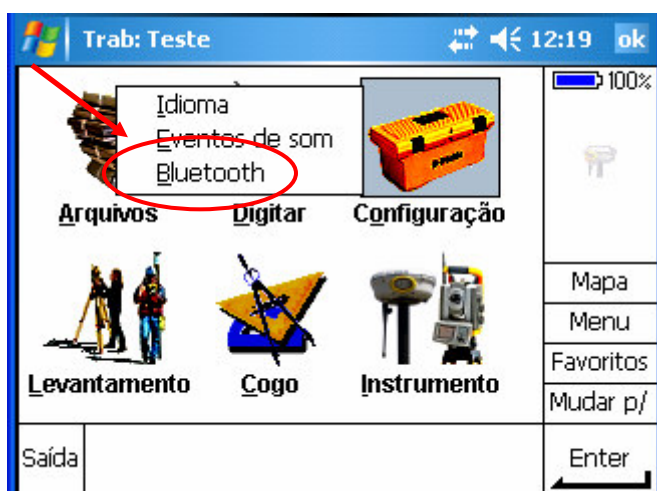 Trab: Teste 12:19 ok
100%
Idioma
Eventos de som
Bluetooth
Arquivos Digitar Configuração
Mapa
Menu
Favoritos
Mudar p/
Levantamento Cogo Instrumento
Saída Enter